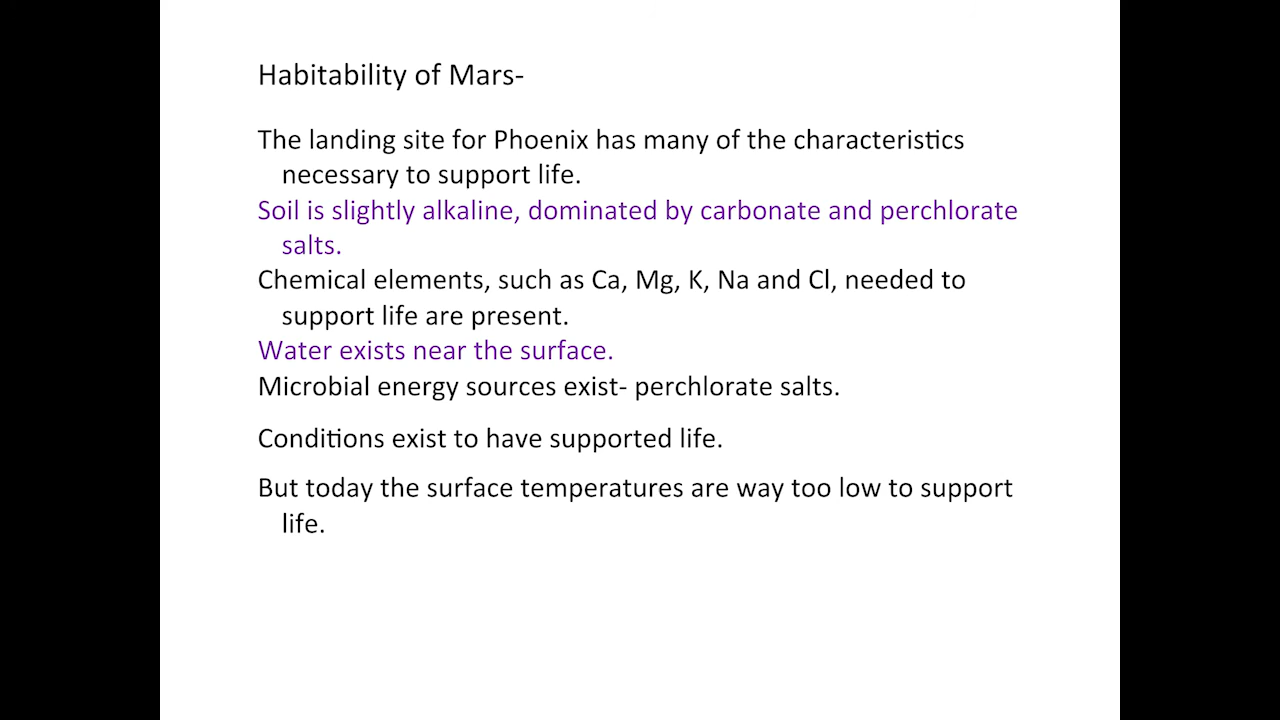 Habitability of Mars-
The landing site for Phoenix has many of the characteristics
necessary to support life.
Soil is slightly alkaline, dominated by carbonate and perchlorate
salts.
Chemical elements, such as Ca, Mg, K, Na and Cl, needed to
support life are present.
Water exists near the surface.
Microbial energy sources exist- perchlorate salts.
Conditions exist to have supported life.
But today the surface temperatures are way too low to support
life.